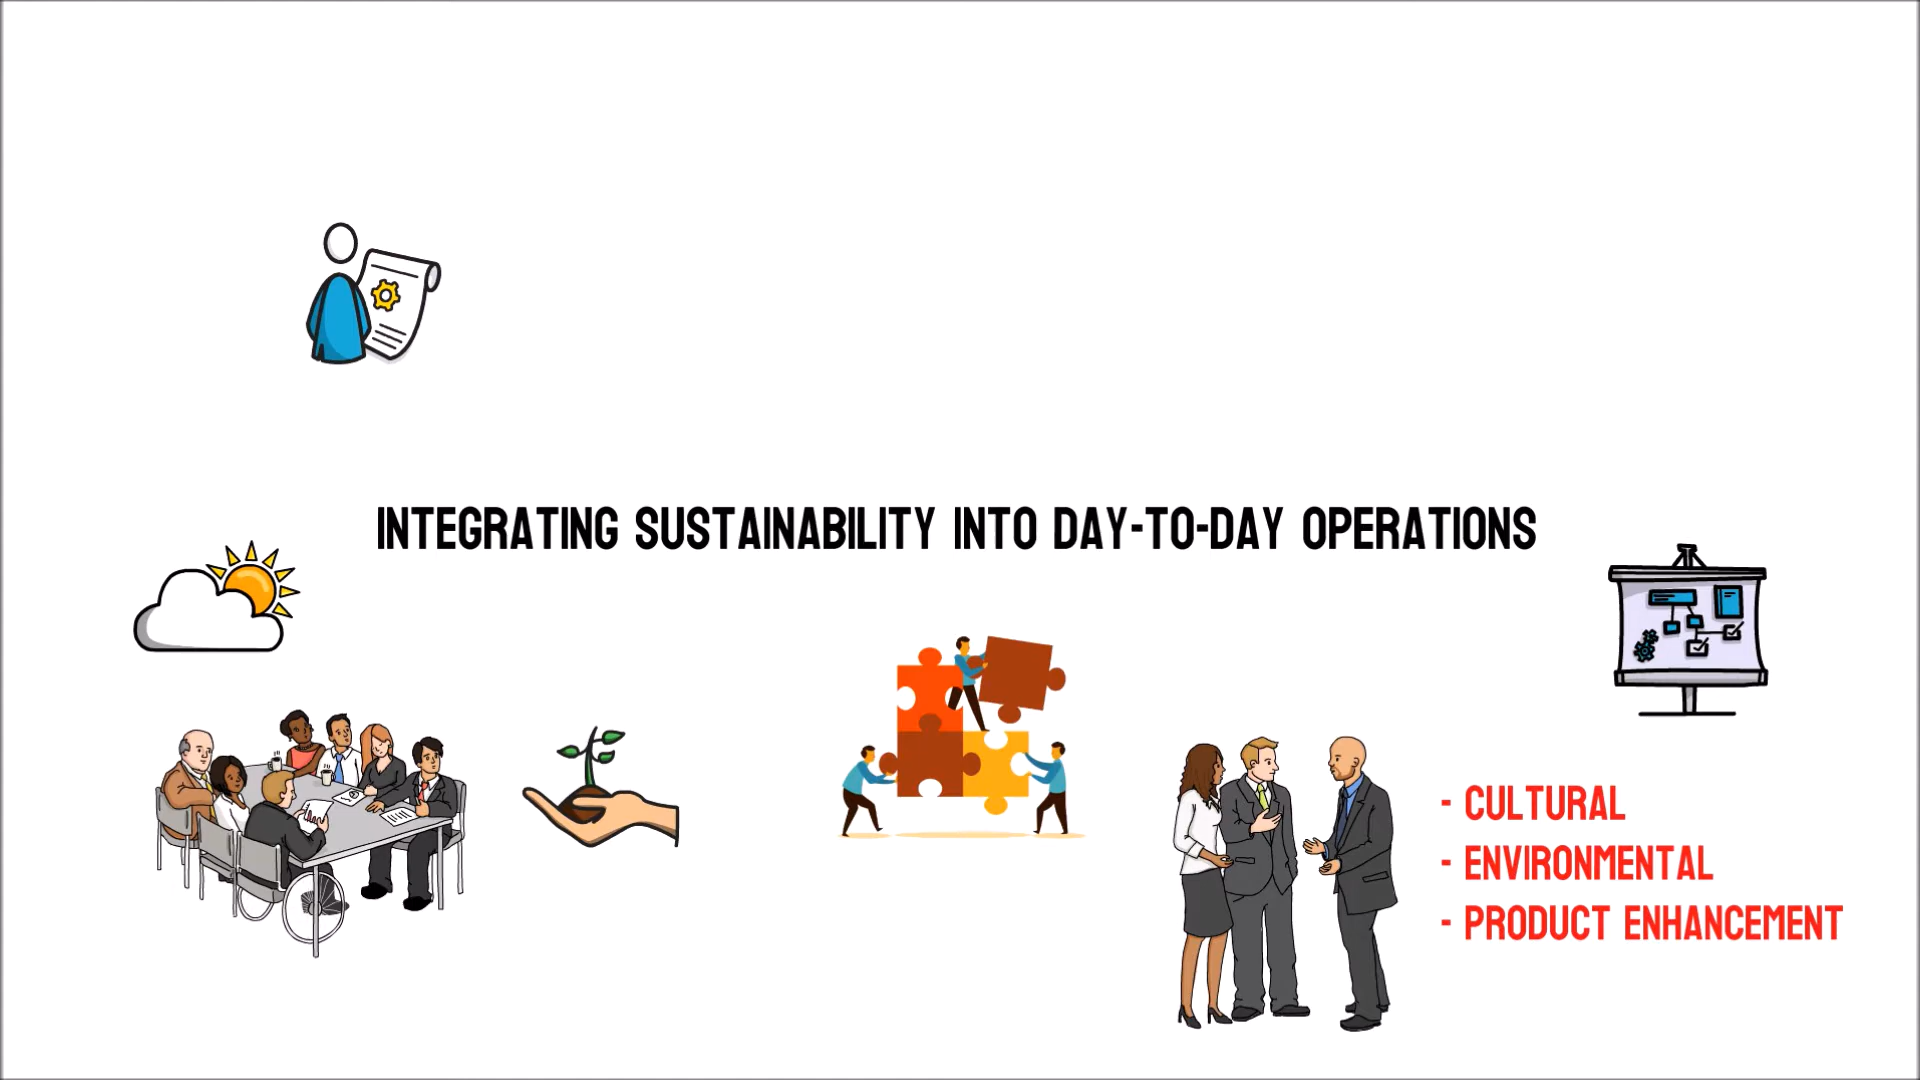 INTEGRATING SUSTAINABILITY INTO DAY-TO-DAY OPERATIONS
- CULTURAL
- ENVIRONMENTAL
- PRODUCT ENHANCEMENT